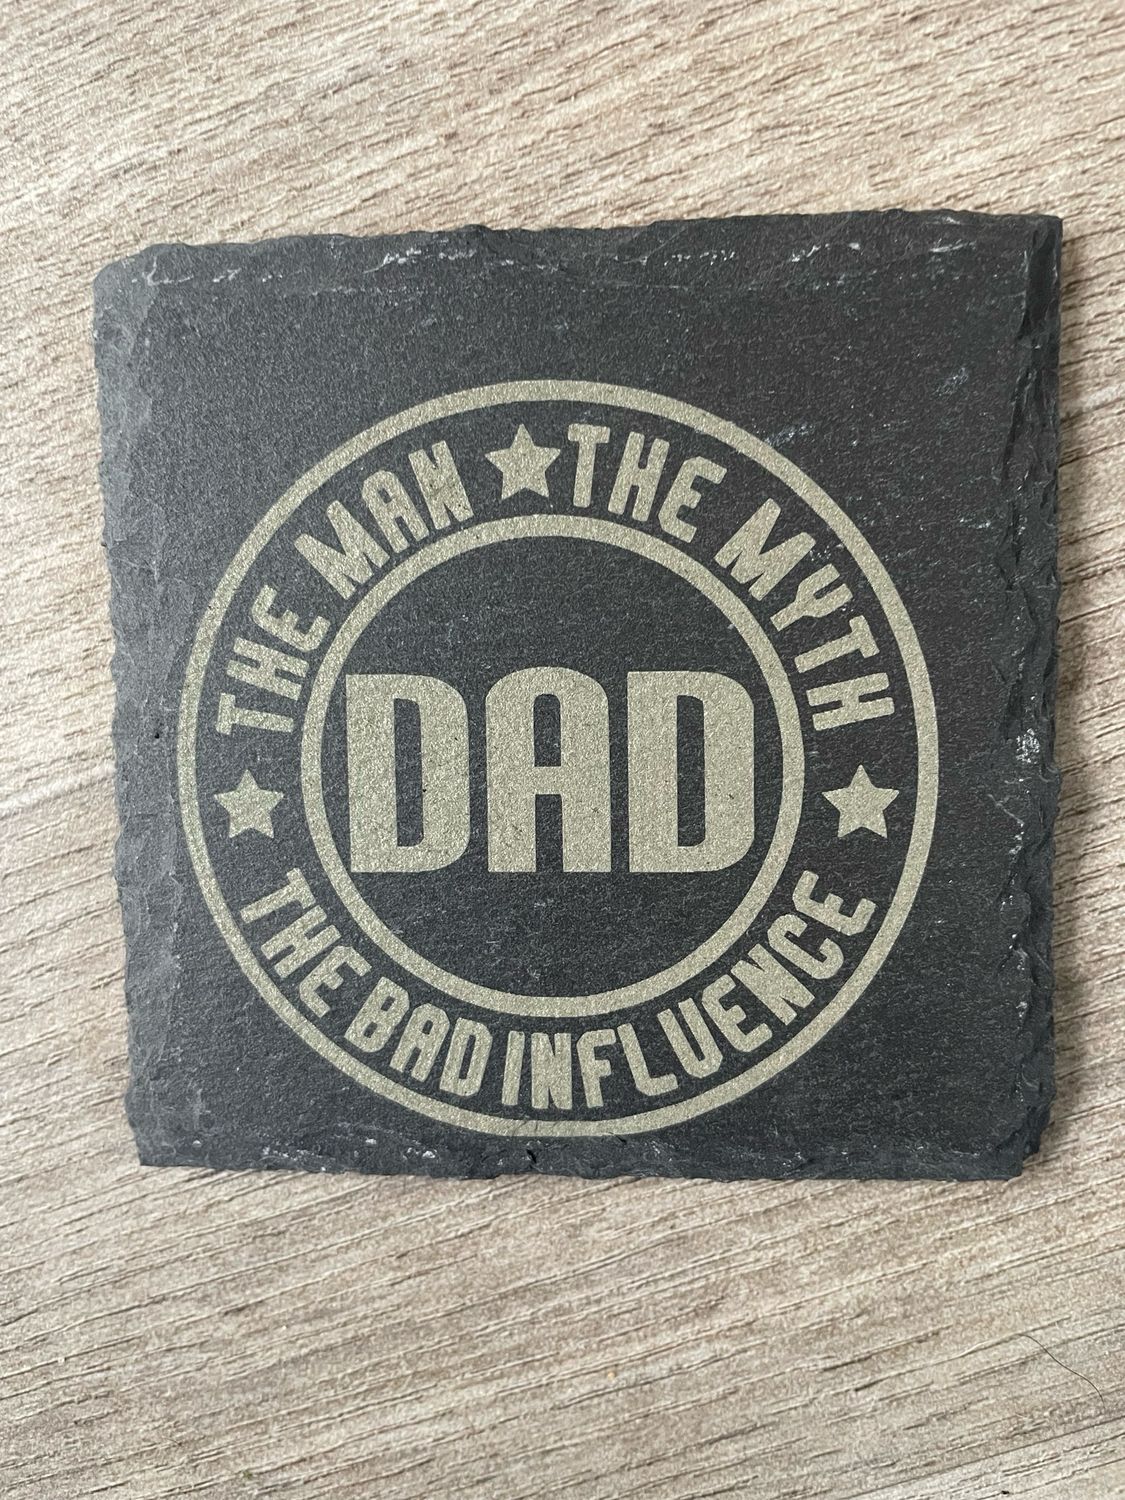 THE MAN
THE MYTH
DAD
THE BAD INFLUENCE